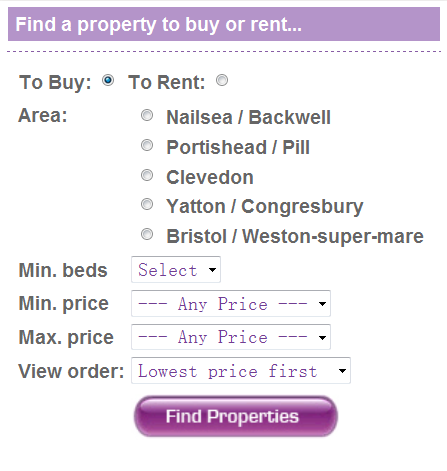 Find a property to buy or rent...
To Buy: To Rent:
Area: Nailsea / Backwell
Portishead / Pill
Clevedon
Yatton / Congresbury
Bristol / Weston-super-mare
Min. beds Select
Min. price --- Any Price ---
Max. price --- Any Price ---
View order: Lowest price first
Find Properties